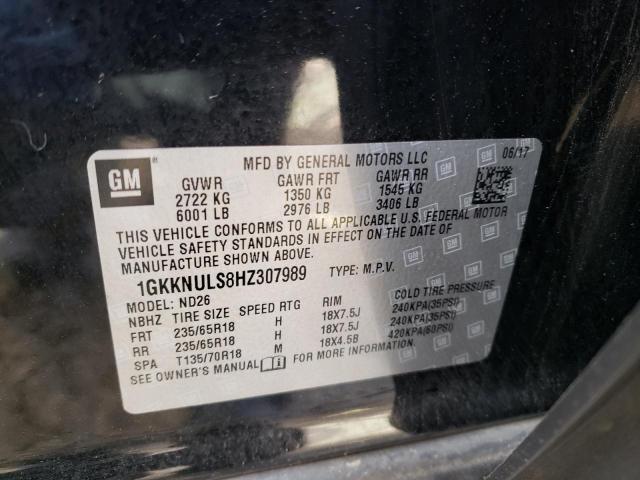 GM
MFD BY GENERAL MOTORS LLC
06/17
GVWR GAWR FRT GAWR RR
2722 KG 1350 KG 1545 KG
6001 LB 2976 LB 3406 LB
THIS VEHICLE CONFORMS TO ALL APPLICABLE U.S. FEDERAL MOTOR
VEHICLE SAFETY STANDARDS IN EFFECT ON THE DATE OF
MANUFACTURE SHOWN ABOVE.
1GKKNULS8HZ307989 TYPE: M.P.V.
MODEL: ND26
NBHZ TIRE SIZE SPEED RTG RIM COLD TIRE PRESSURE
FRT 235/65R18 H 18X7.5J 240KPA(35PSI)
RR 235/65R18 H 18X7.5J 240KPA(35PSI)
SPA T135/70R18 M 18X4.5B 420KPA(60PSI)
SEE OWNER'S MANUAL FOR MORE INFORMATION.